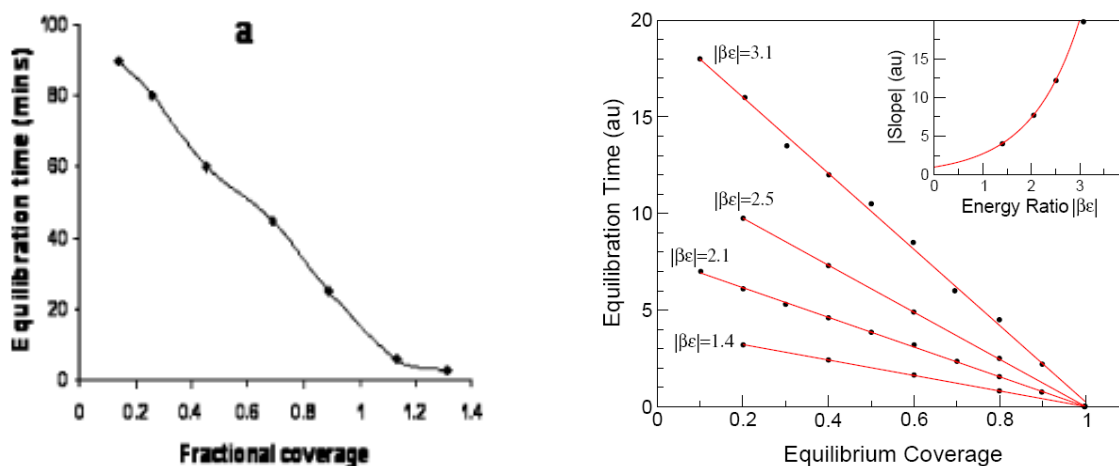 a
Equilibration time (mins)
100
80
60
40
20
0
0 0.2 0.4 0.6 0.8 1 1.2 1.4
Fractional coverage
Equilibration Time (au)
20
15
10
5
0
0 0.2 0.4 0.6 0.8 1
Equilibrium Coverage
|βε|=3.1
|βε|=2.5
|βε|=2.1
|βε|=1.4
|Slope| (au)
15
10
5
0
0 1 2 3
Energy Ratio |βε|